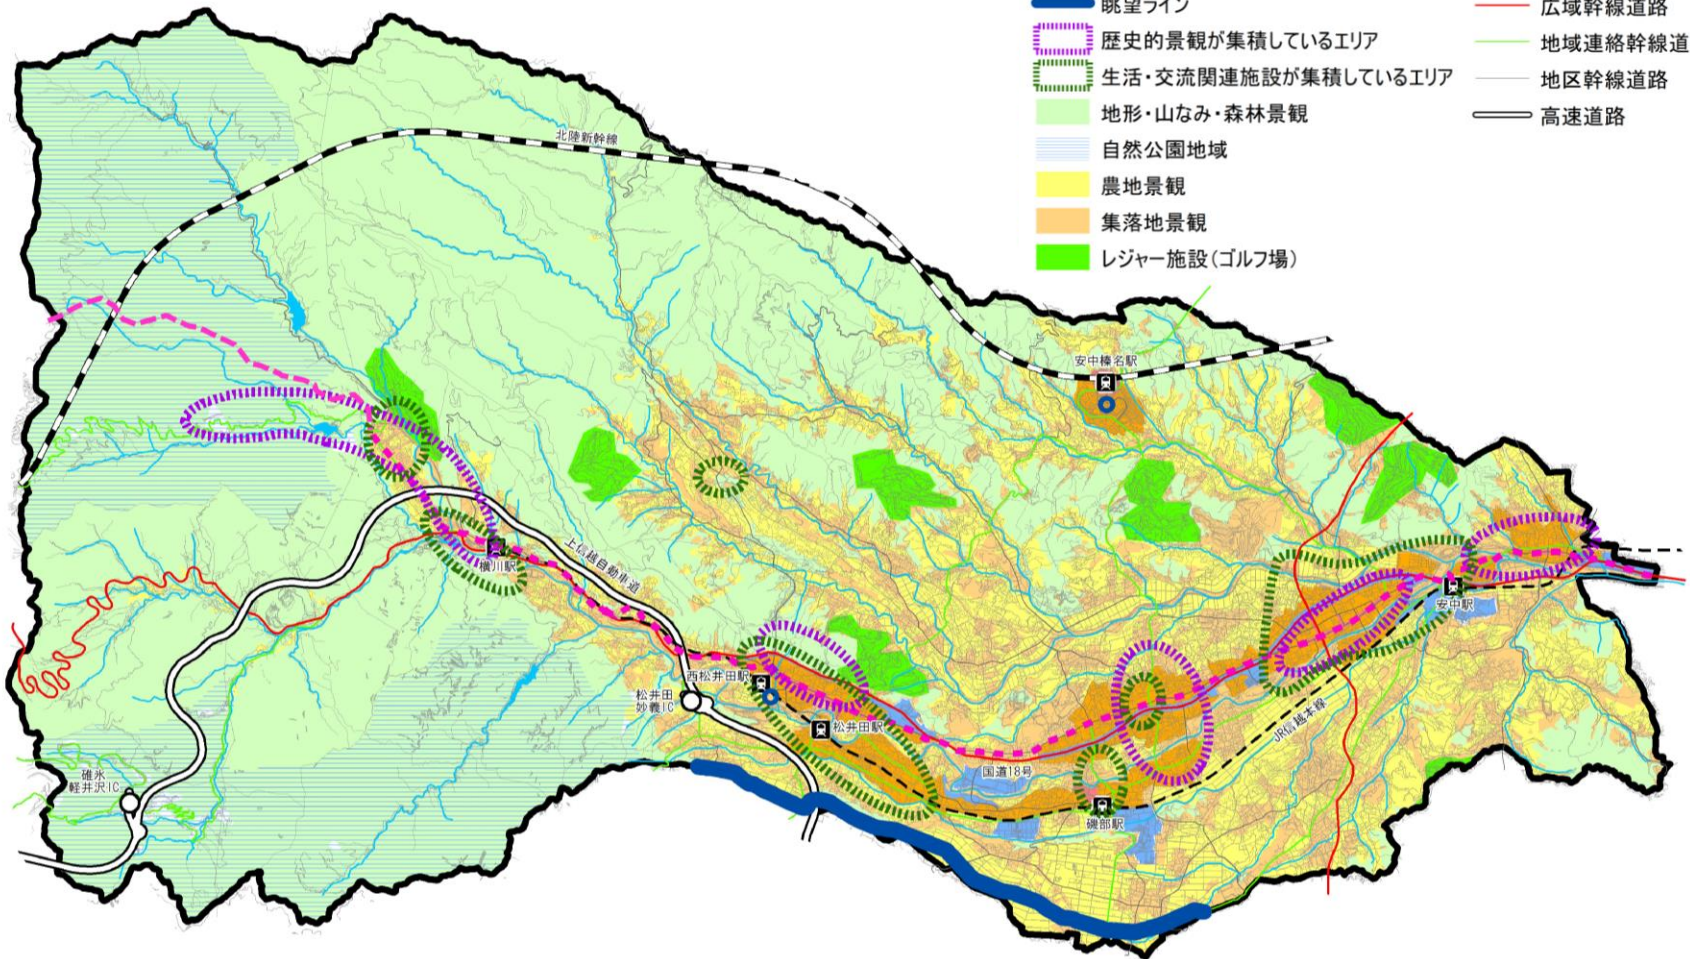 眺望ライン
歴史的景観が集積しているエリア
生活・交流関連施設が集積しているエリア
地形・山なみ・森林景観
自然公園地域
農地景観
集落地景観
レジャー施設(ゴルフ場)
広域幹線道路
地域連絡幹線道
地区幹線道路
高速道路
北陸新幹線
安中榛名駅
上信越自動車道
横川駅
西松井田駅
松井田
妙義IC
松井田駅
国道18号
磯部駅
JR信越本線
安中駅
碓氷
軽井沢IC